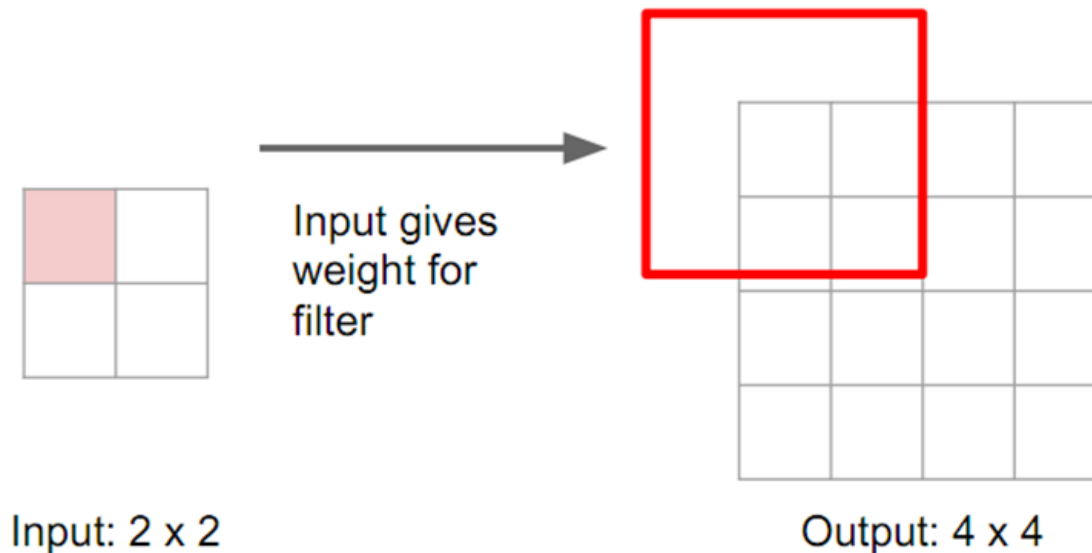 Input gives
weight for
filter
Input: 2 x 2
Output: 4 x 4